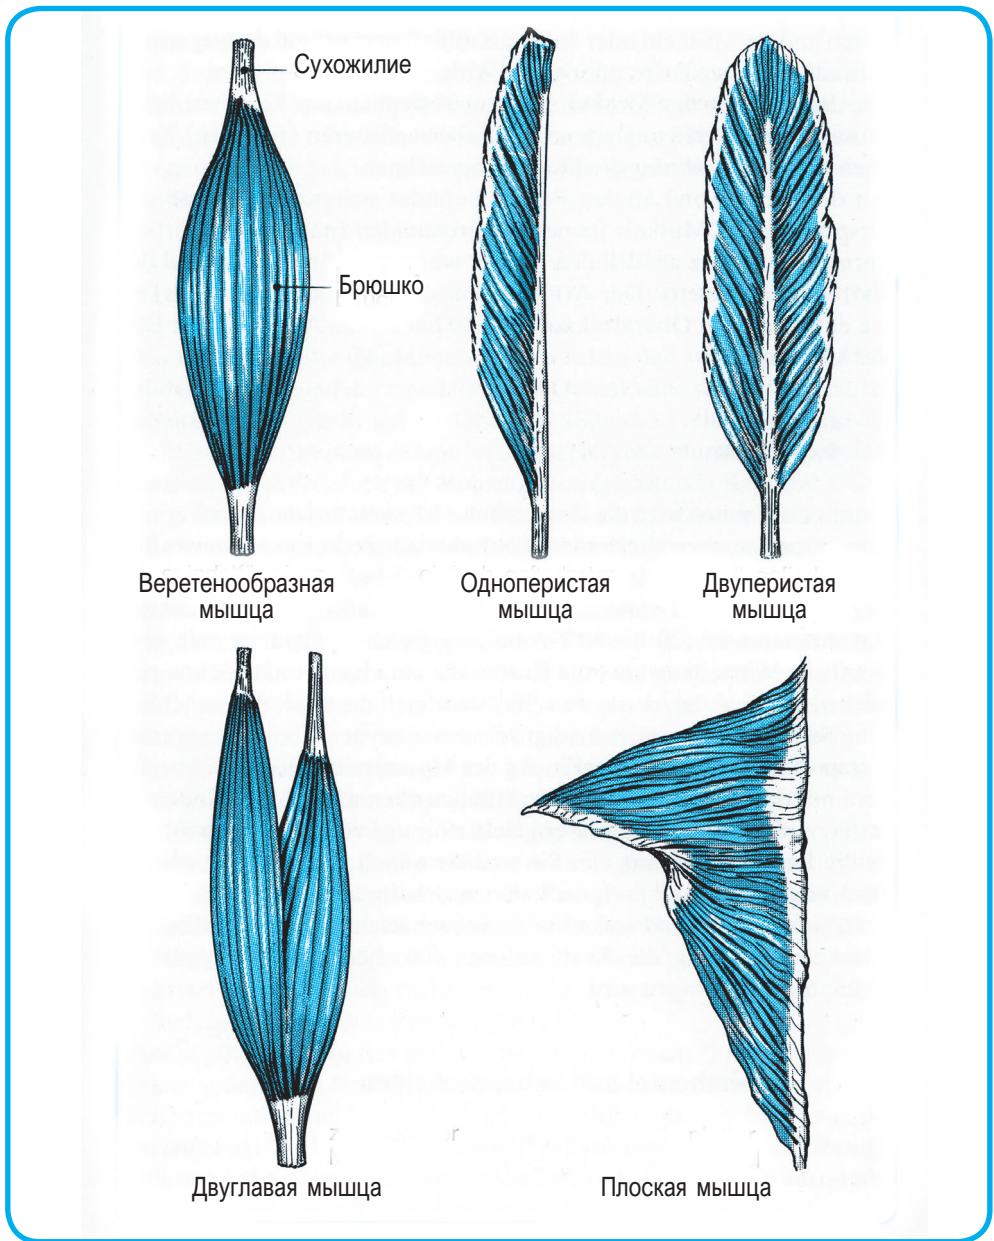 Сухожилие
Брюшко
Веретенообразная
мышца
Одноперистая
мышца
Двуперистая
мышца
Двуглавая мышца
Плоская мышца